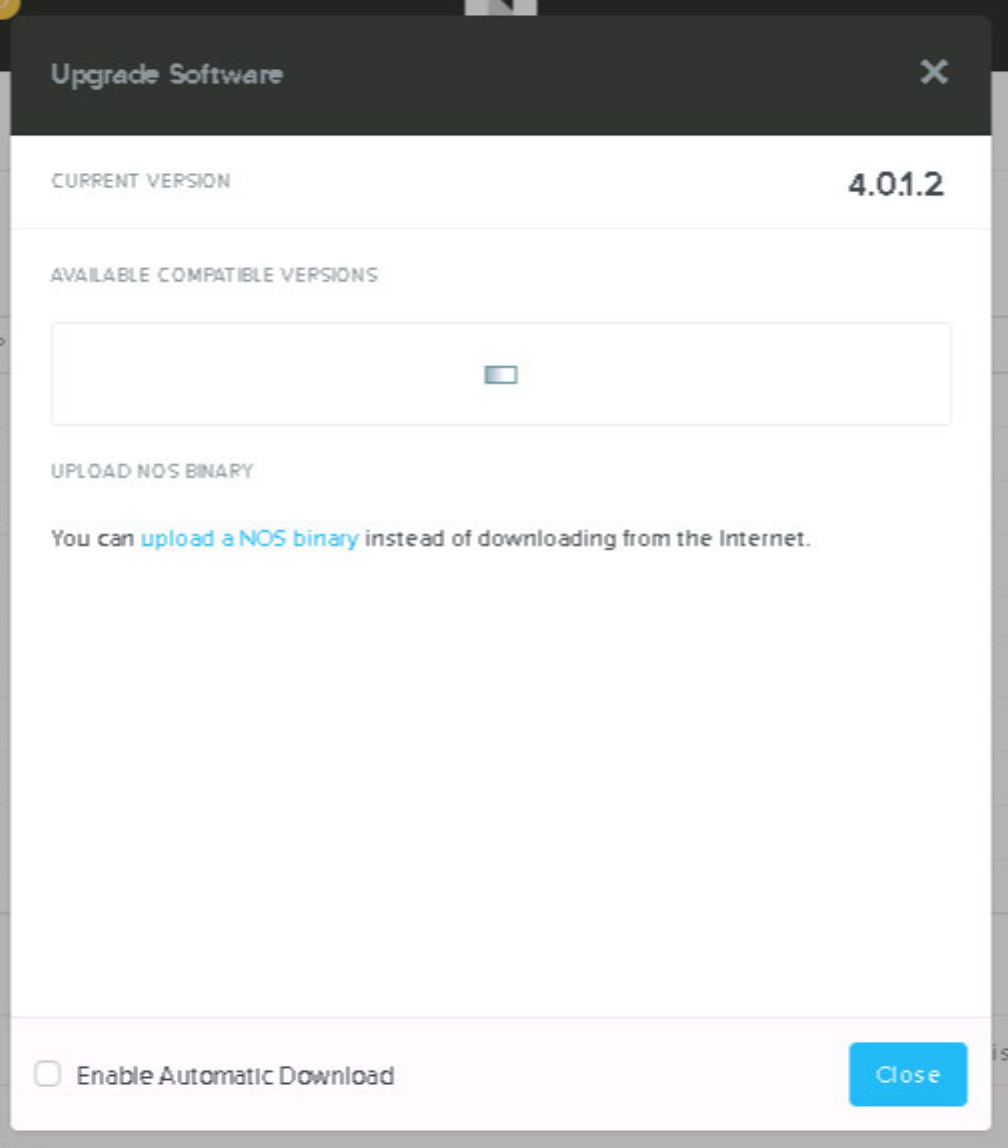 Upgrade Software
CURRENT VERSION 4.0.1.2
AVAILABLE COMPATIBLE VERSIONS
UPLOAD NOS BINARY
You can upload a NOS binary instead of downloading from the Internet.
Enable Automatic Download Close